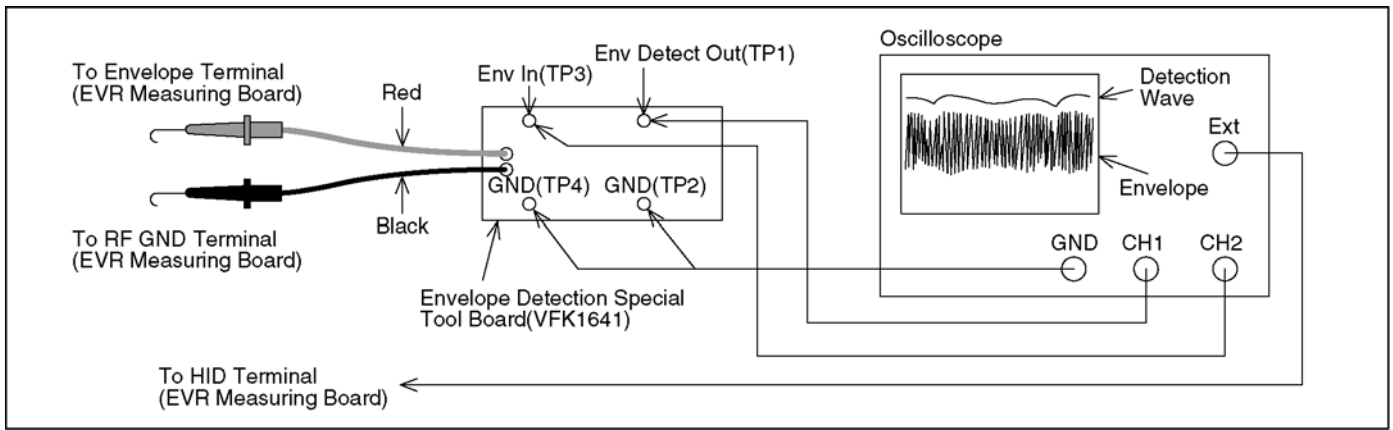 Oscilloscope
To Envelope Terminal
(EVR Measuring Board)
Red
Env In(TP3)
Env Detect Out(TP1)
Detection
Wave
Ext
Envelope
GND(TP4)
GND(TP2)
Black
To RF GND Terminal
(EVR Measuring Board)
GND
CH1
CH2
Envelope Detection Special
Tool Board(VFK1641)
To HID Terminal
(EVR Measuring Board)